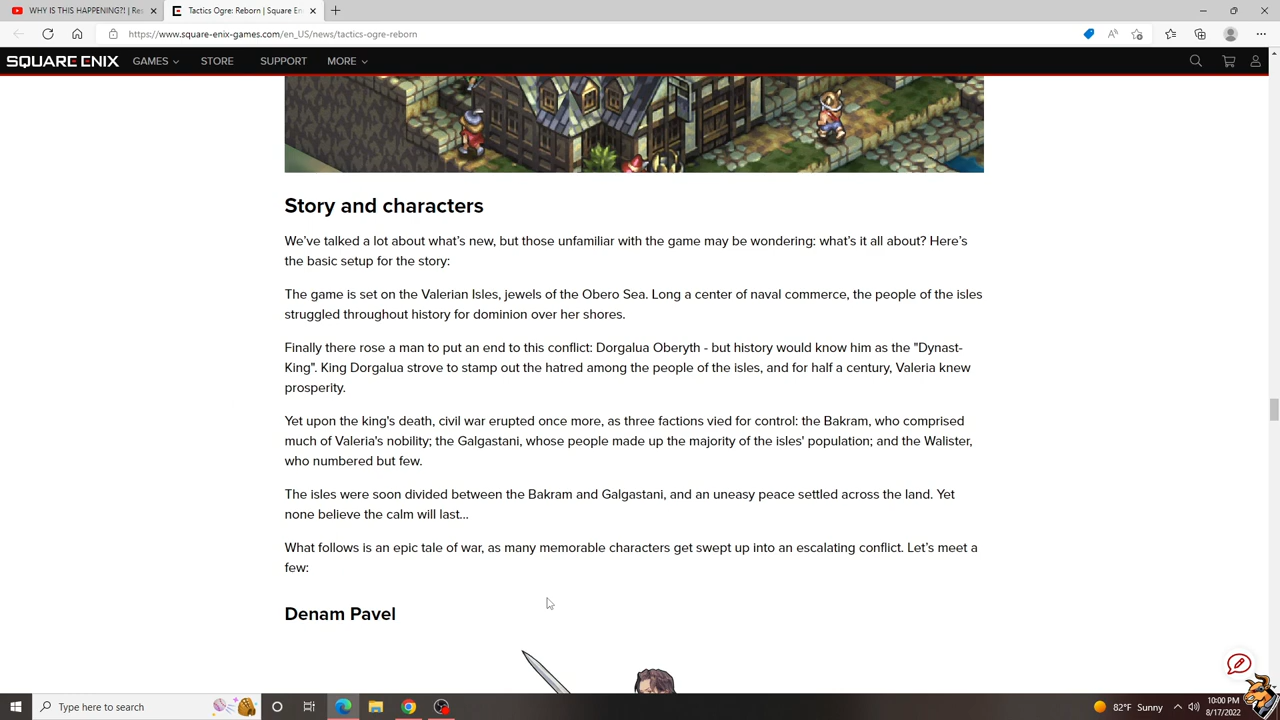 WHY IS THIS HAPPENING?! | Res
Tactics Ogre: Reborn | Square En
https://www.square-enix-games.com/en_US/news/tactics-ogre-reborn
SQUARE ENIX
GAMES
STORE
SUPPORT
MORE
Story and characters
We've talked a lot about what's new, but those unfamiliar with the game may be wondering: what's it all about? Here's
the basic setup for the story:
The game is set on the Valerian Isles, jewels of the Obero Sea. Long a center of naval commerce, the people of the isles
struggled throughout history for dominion over her shores.
Finally there rose a man to put an end to this conflict: Dorgalua Oberyth - but history would know him as the "Dynast-
King". King Dorgalua strove to stamp out the hatred among the people of the isles, and for half a century, Valeria knew
prosperity.
Yet upon the king's death, civil war erupted once more, as three factions vied for control: the Bakram, who comprised
much of Valeria's nobility; the Galgastani, whose people made up the majority of the isles' population; and the Walister,
who numbered but few.
The isles were soon divided between the Bakram and Galgastani, and an uneasy peace settled across the land. Yet
none believe the calm will last...
What follows is an epic tale of war, as many memorable characters get swept up into an escalating conflict. Let's meet a
few:
Denam Pavel
Type here to search
82°F Sunny
10:00 PM
8/17/2022